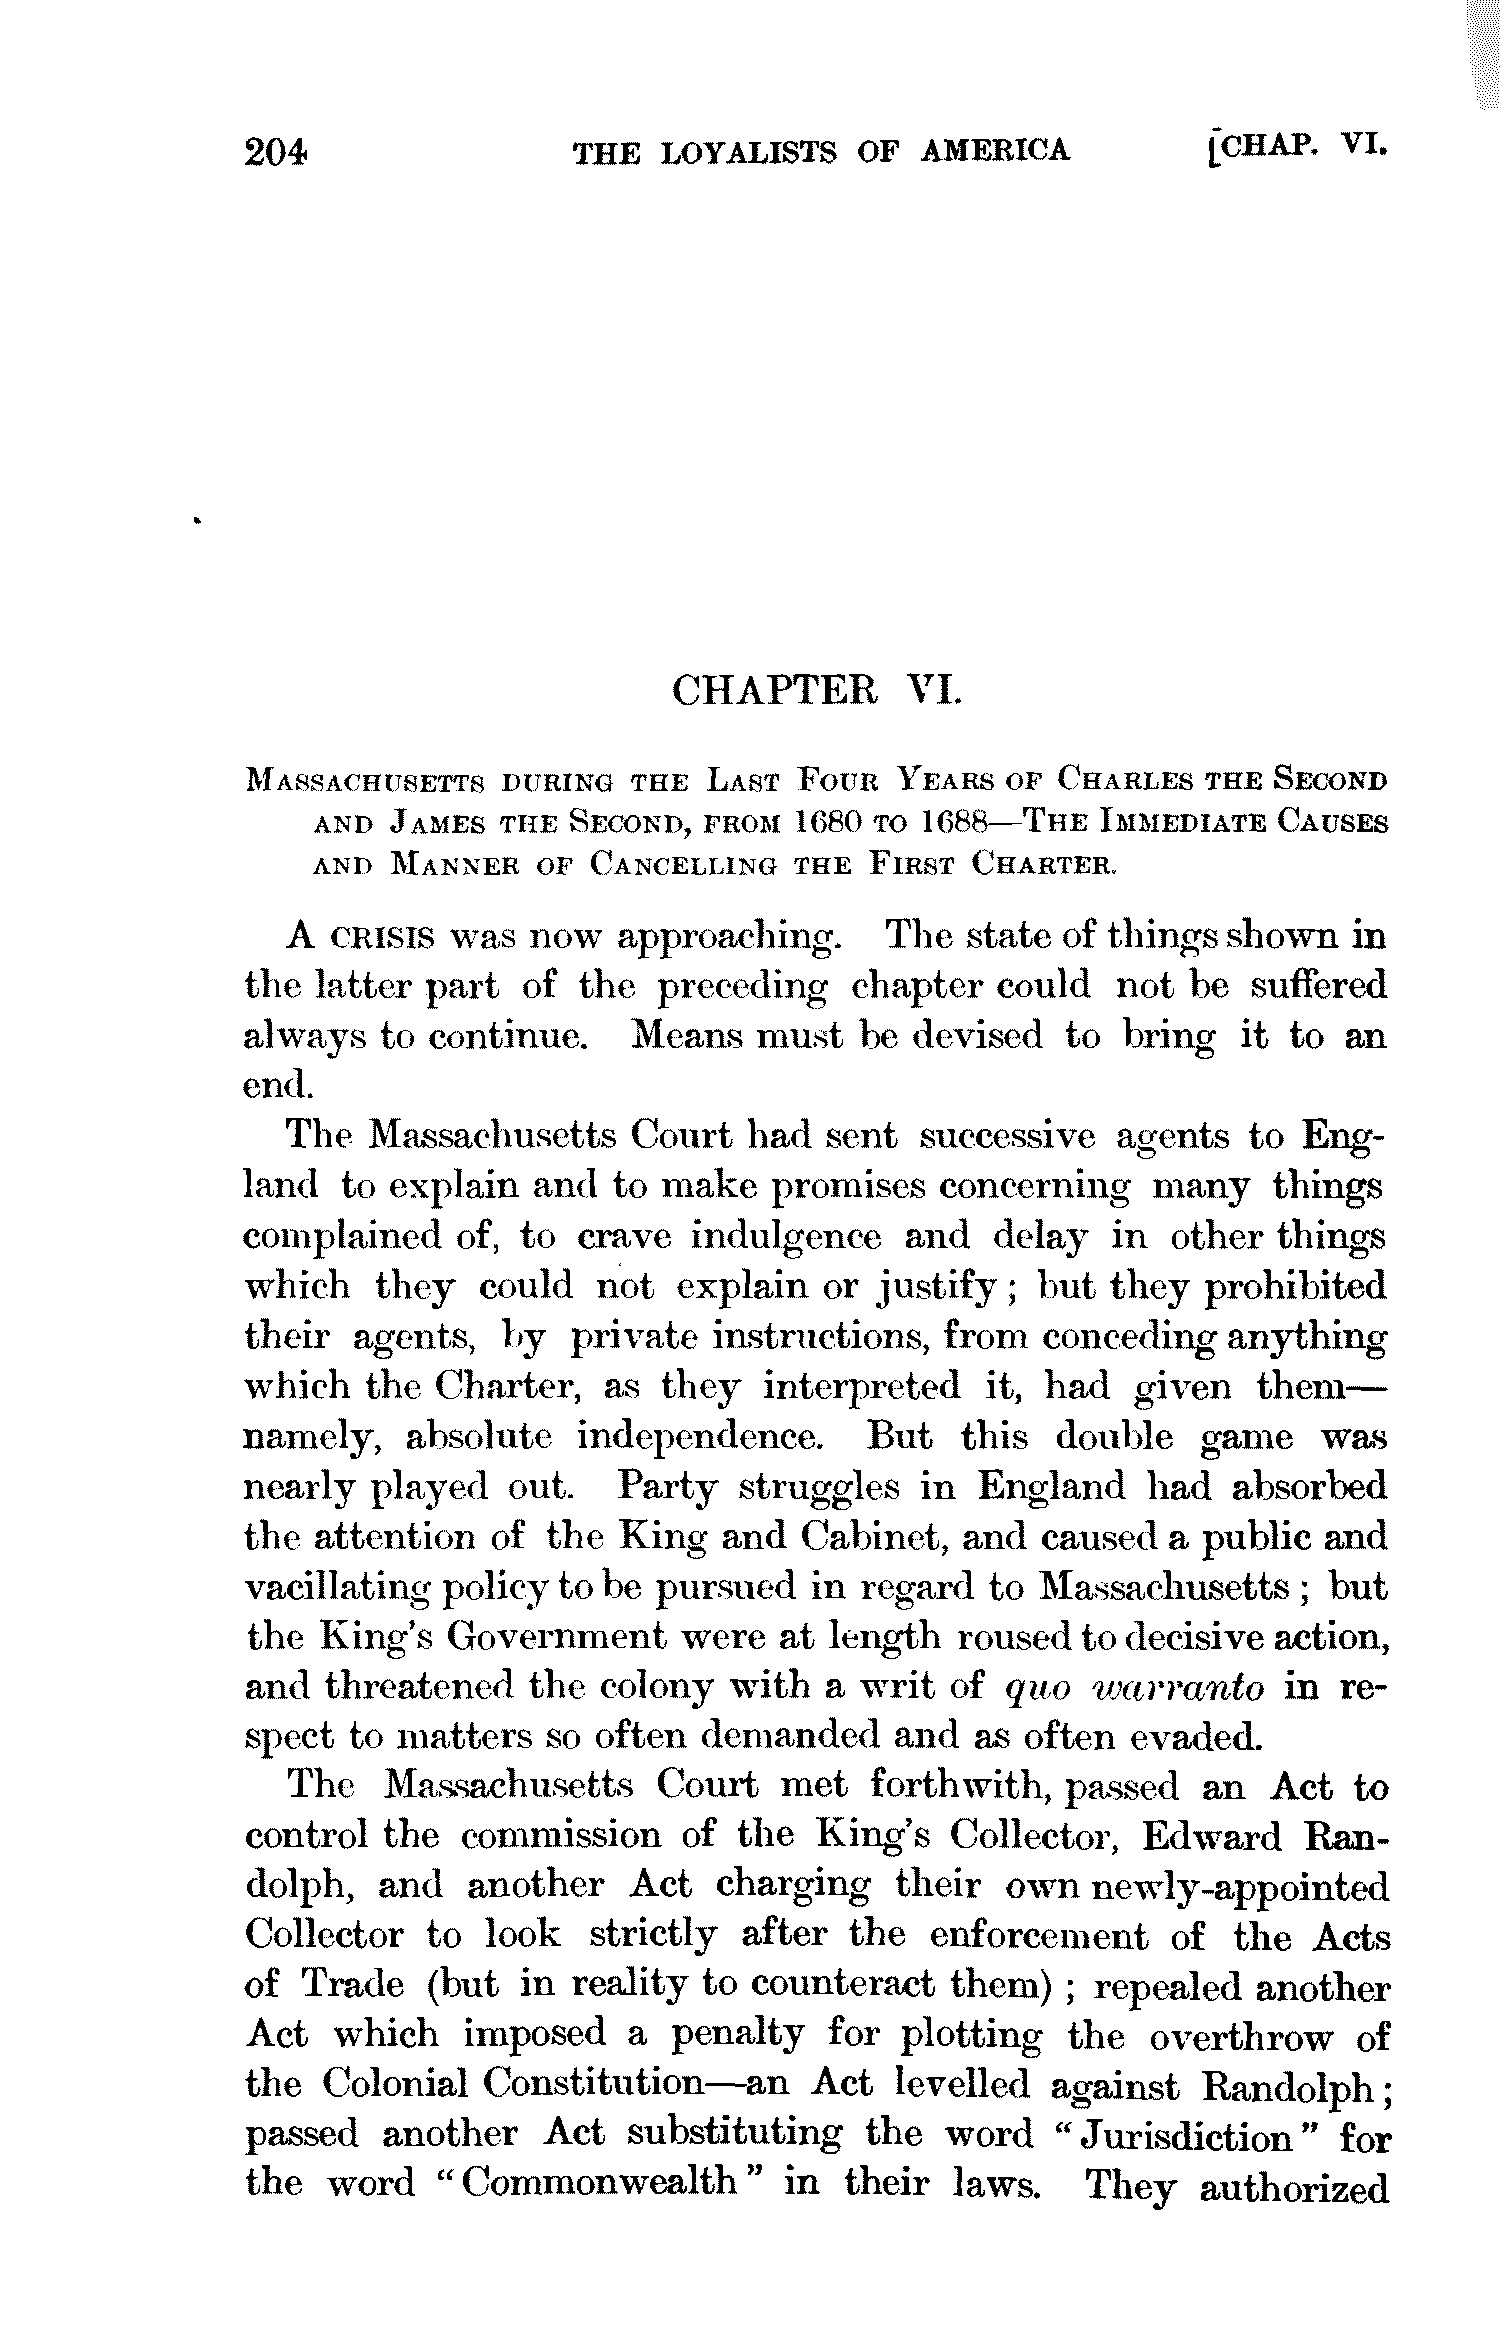 204 THE LOYALISTS OF AMERICA [CHAP. VI.
CHAPTER VI.
MASSACHUSETTS DURING THE LAST FOUR YEARS OF CHARLES THE SECOND
AND JAMES THE SECOND, FROM 1680 TO 1688—THE IMMEDIATE CAUSES
AND MANNER OF CANCELLING THE FIRST CHARTER.
A CRISIS was now approaching. The state of things shown in
the latter part of the preceding chapter could not be suffered
always to continue. Means must be devised to bring it to an
end.
The Massachusetts Court had sent successive agents to Eng-
land to explain and to make promises concerning many things
complained of, to crave indulgence and delay in other things
which they could not explain or justify; but they prohibited
their agents, by private instructions, from conceding anything
which the Charter, as they interpreted it, had given them—
namely, absolute independence. But this double game was
nearly played out. Party struggles in England had absorbed
the attention of the King and Cabinet, and caused a public and
vacillating policy to be pursued in regard to Massachusetts; but
the King's Government were at length roused to decisive action,
and threatened the colony with a writ of quo warranto in re-
spect to matters so often demanded and as often evaded.
The Massachusetts Court met forthwith, passed an Act to
control the commission of the King's Collector, Edward Ran-
dolph, and another Act charging their own newly-appointed
Collector to look strictly after the enforcement of the Acts
of Trade (but in reality to counteract them); repealed another
Act which imposed a penalty for plotting the overthrow of
the Colonial Constitution—an Act levelled against Randolph;
passed another Act substituting the word "Jurisdiction" for
the word "Commonwealth" in their laws. They authorized